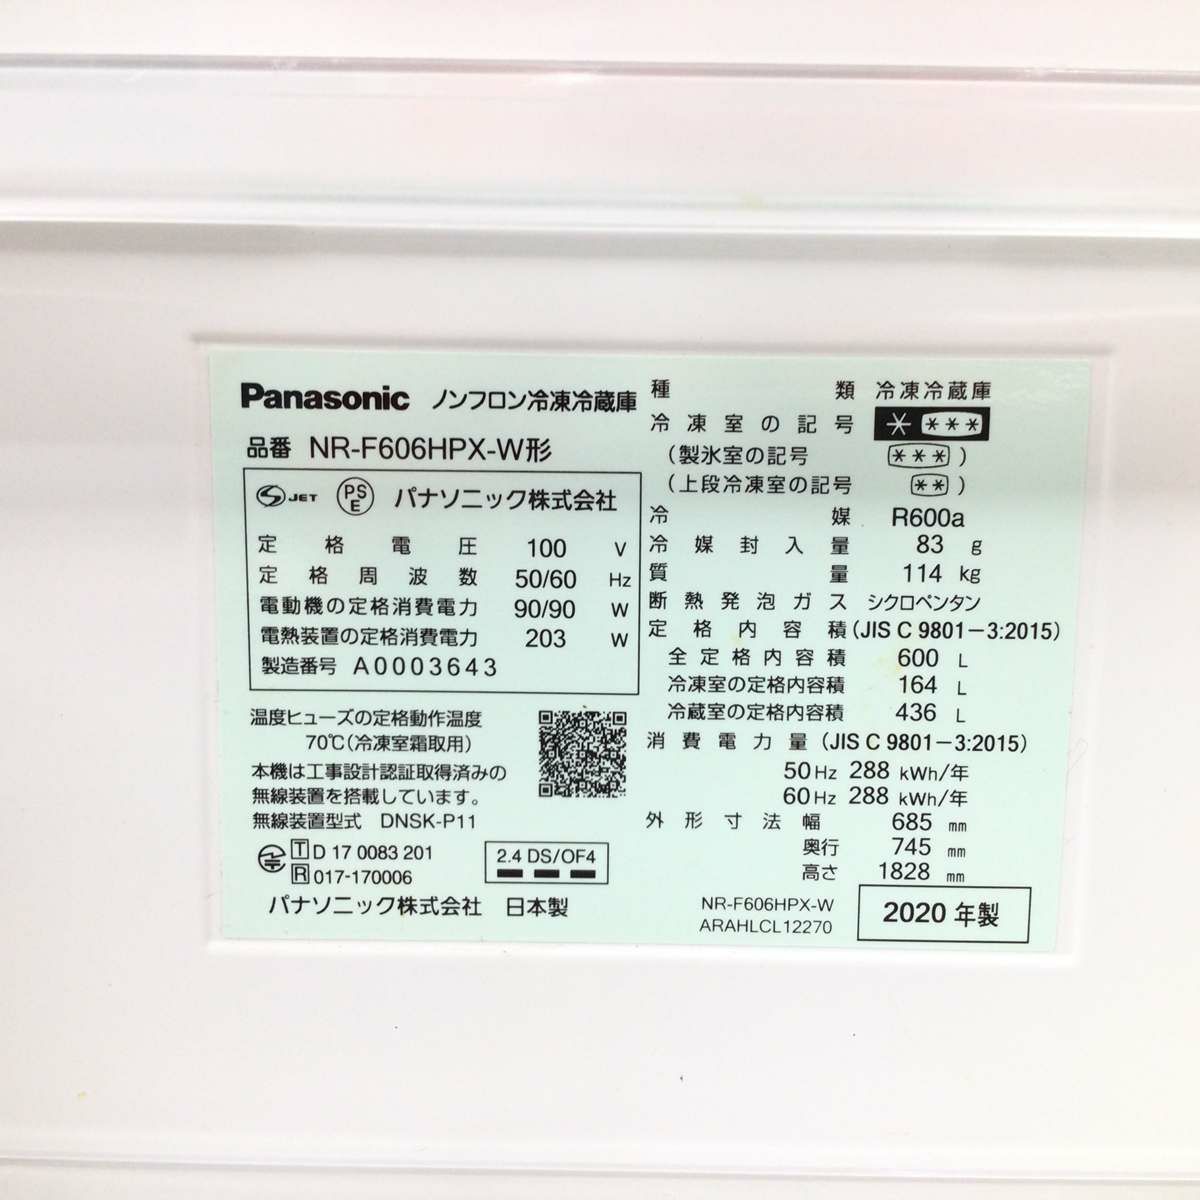 Panasonic ノンフロン冷凍冷蔵庫
品番 NR-F606HPX-W形
S JET PSE パナソニック株式会社
定格電圧 100 V
定格周波数 50/60 Hz
電動機の定格消費電力 90/90 W
電熱装置の定格消費電力 203 W
製造番号 A0003643
温度ヒューズの定格動作温度
70℃(冷凍室霜取用)
本機は工事設計認証取得済みの
無線装置を搭載しています。
無線装置型式 DNSK-P11
T D 17 0083 201
R 017-170006
2.4 DS/OF4
パナソニック株式会社 日本製
種類 冷凍冷蔵庫
冷凍室の記号 * ***
(製氷室の記号 ***)
(上段冷凍室の記号 **)
冷媒 R600a
冷媒封入量 83 g
質量 114 kg
断熱発泡ガス シクロペンタン
定格内容積 (JIS C 9801-3:2015)
全定格内容積 600 L
冷凍室の定格内容積 164 L
冷蔵室の定格内容積 436 L
消費電力量 (JIS C 9801-3:2015)
50Hz 288 kWh/年
60Hz 288 kWh/年
外形寸法 幅 685 mm
奥行 745 mm
高さ 1828 mm
NR-F606HPX-W
ARAHLCL12270
2020年製